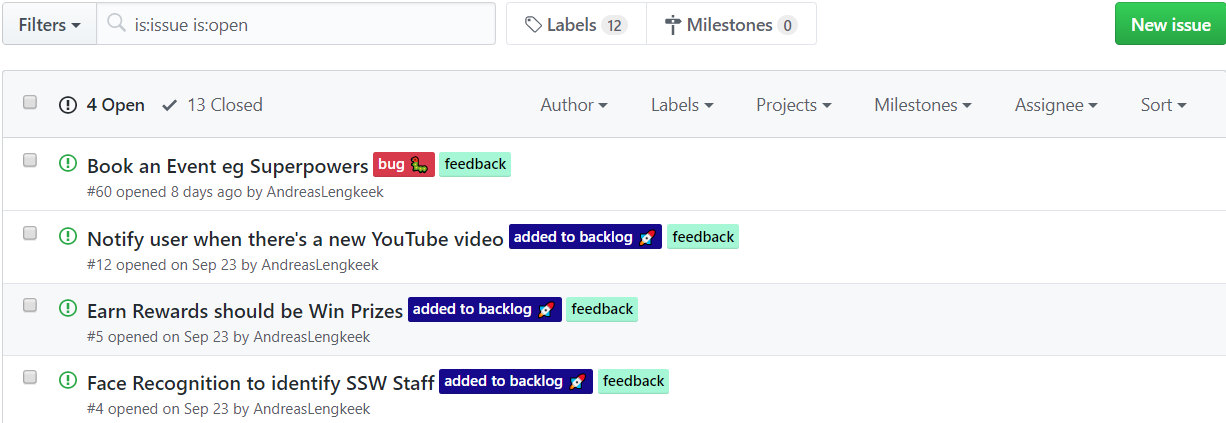 Filters is:issue is:open Labels 12 Milestones 0 New issue
4 Open 13 Closed Author Labels Projects Milestones Assignee Sort
Book an Event eg Superpowers bug feedback
#60 opened 8 days ago by AndreasLengkeek
Notify user when there's a new YouTube video added to backlog feedback
#12 opened on Sep 23 by AndreasLengkeek
Earn Rewards should be Win Prizes added to backlog feedback
#5 opened on Sep 23 by AndreasLengkeek
Face Recognition to identify SSW Staff added to backlog feedback
#4 opened on Sep 23 by AndreasLengkeek